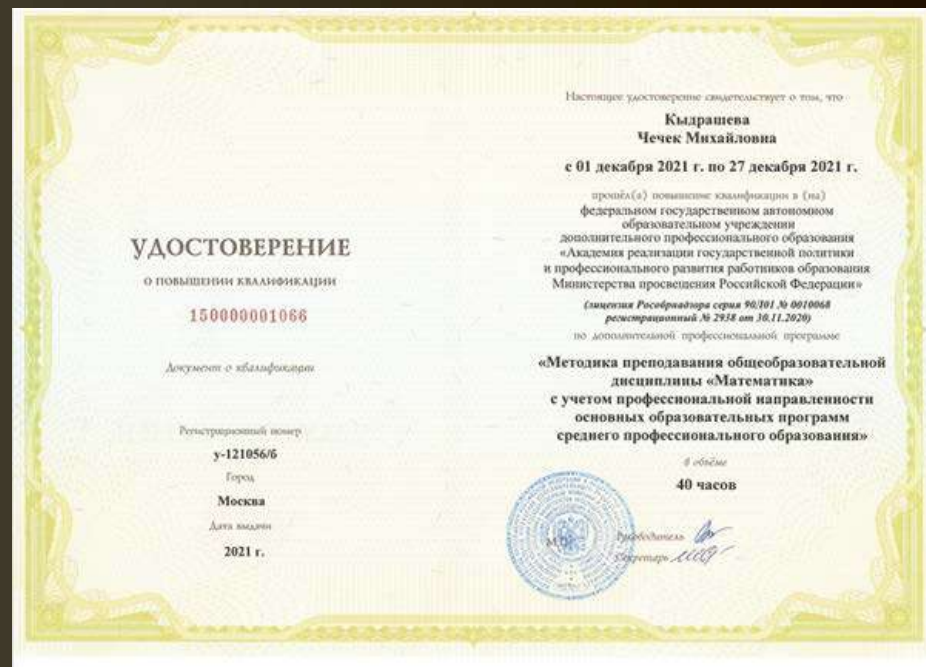 УДОСТОВЕРЕНИЕ
О ПОВЫШЕНИИ КВАЛИФИКАЦИИ
150000001066
Документ о квалификации
Регистрационный номер
у-121056/б
Город
Москва
Дата выдачи
2021 г.
Настоящее удостоверение свидетельствует о том, что
Кыдрашева
Чечек Михайловна
с 01 декабря 2021 г. по 27 декабря 2021 г.
прошёл(а) повышение квалификации в (на)
федеральном государственном автономном
образовательном учреждении
дополнительного профессионального образования
«Академия реализации государственной политики
и профессионального развития работников образования
Министерства просвещения Российской Федерации»
(лицензия Рособрнадзора серия 90Л01 № 0010068
регистрационный № 2938 от 30.11.2020)
по дополнительной профессиональной программе
«Методика преподавания общеобразовательной
дисциплины «Математика»
с учетом профессиональной направленности
основных образовательных программ
среднего профессионального образования»
в объёме
40 часов
М.П.
Руководитель
Секретарь